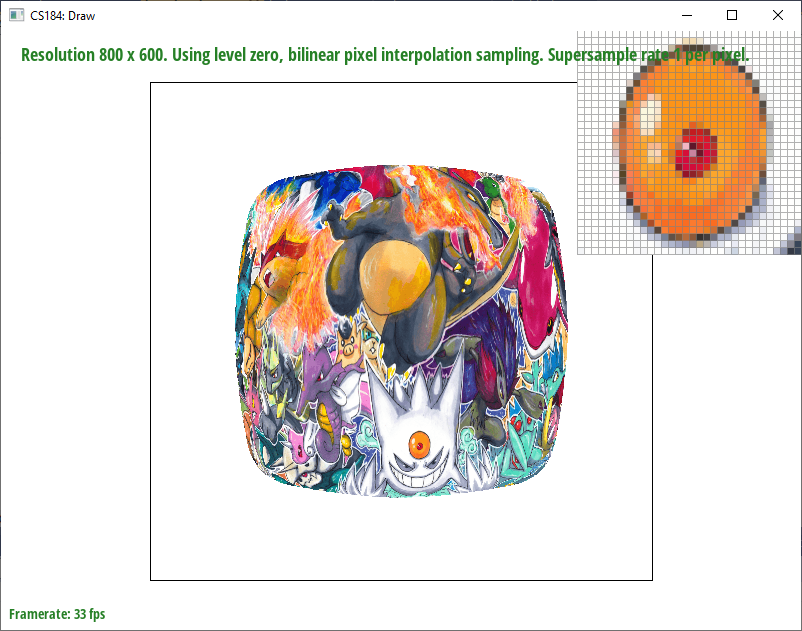 CS184: Draw
Resolution 800 x 600. Using level zero, bilinear pixel interpolation sampling. Supersample rate 1 per pixel.
Framerate: 33 fps